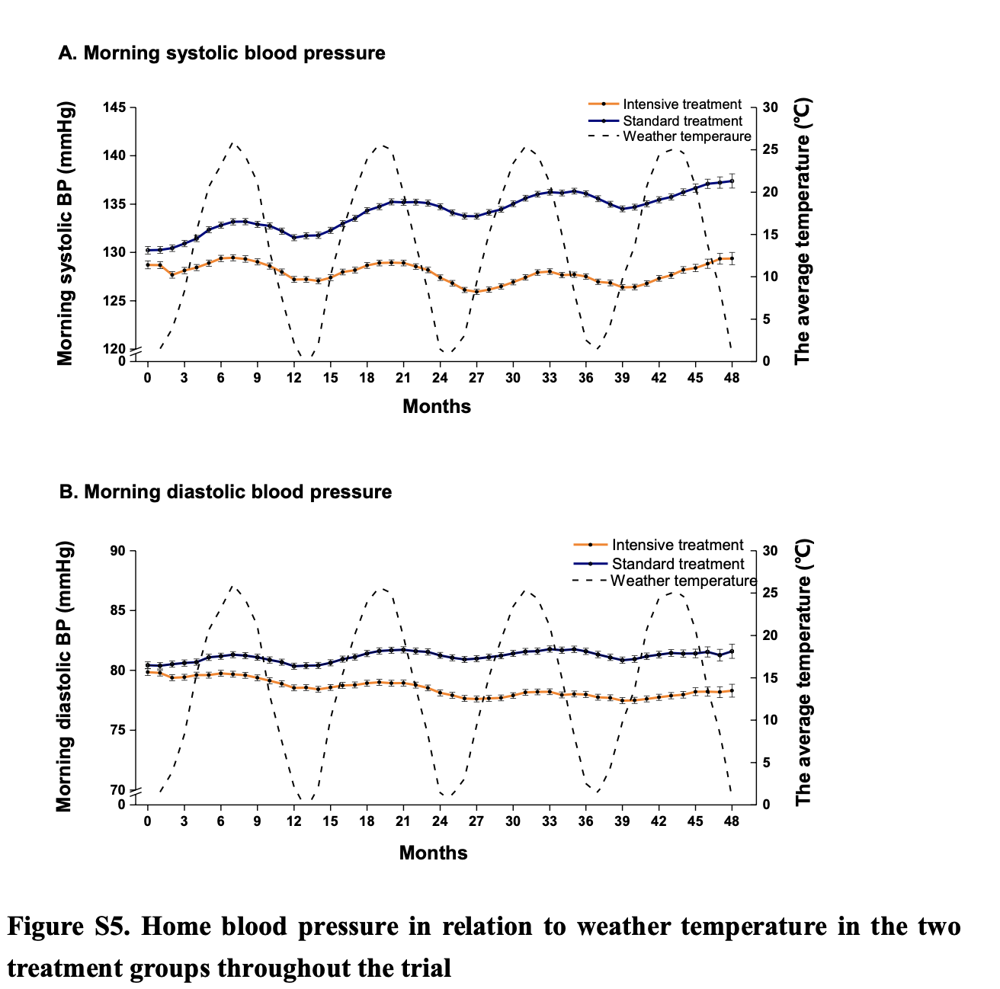 A. Morning systolic blood pressure
Morning systolic BP (mmHg)
145
140
135
130
125
120
0
Intensive treatment
Standard treatment
Weather temperaure
30
25
20
15
10
5
0
The average temperature (℃)
0 3 6 9 12 15 18 21 24 27 30 33 36 39 42 45 48
Months
B. Morning diastolic blood pressure
Morning diastolic BP (mmHg)
90
85
80
75
70
0
Intensive treatment
Standard treatment
Weather temperature
30
25
20
15
10
5
0
The average temperature (℃)
0 3 6 9 12 15 18 21 24 27 30 33 36 39 42 45 48
Months
Figure S5. Home blood pressure in relation to weather temperature in the two
treatment groups throughout the trial